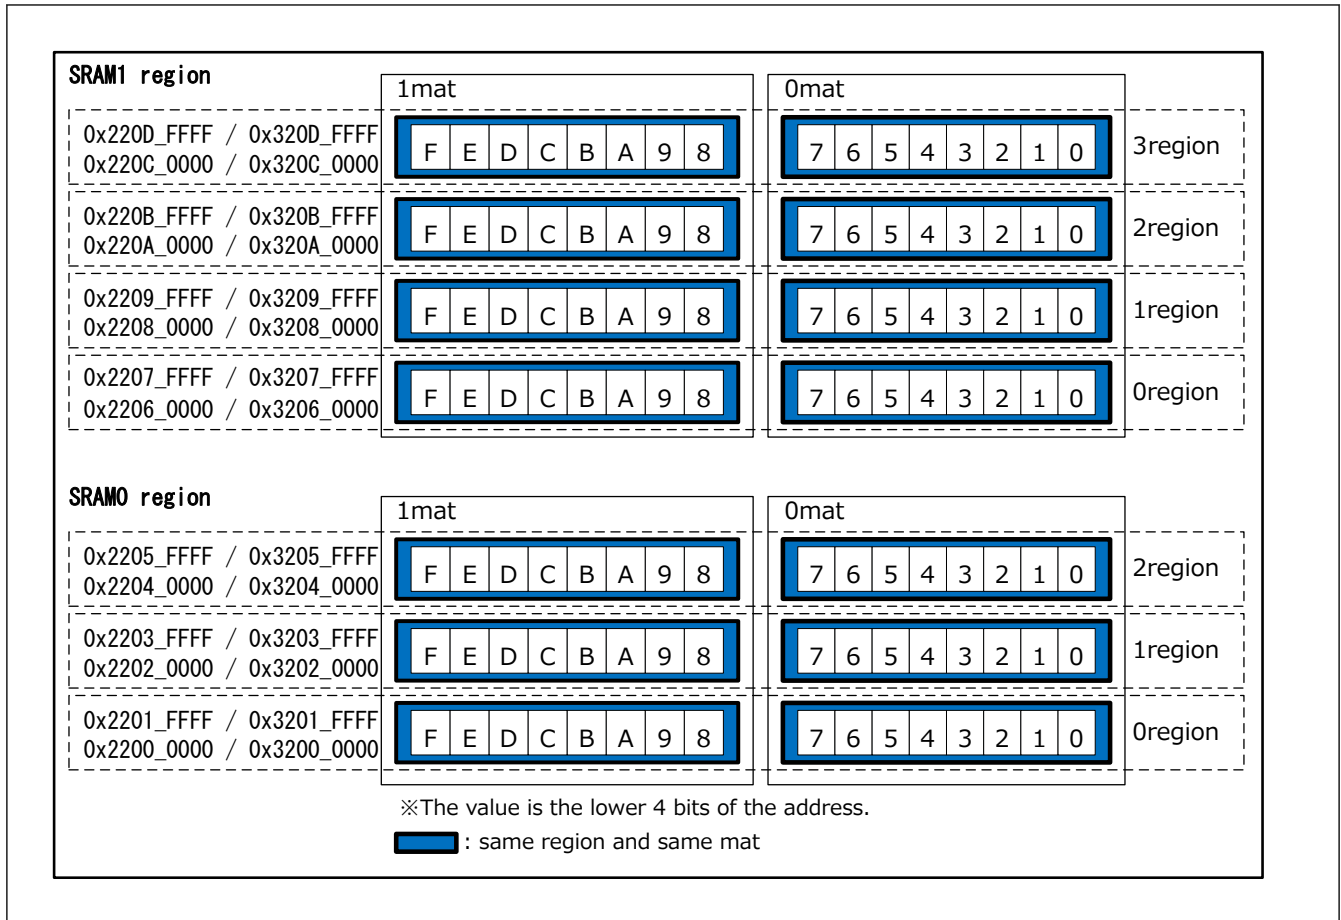 SRAM1 region
1mat
0mat
0x220D_FFFF / 0x320D_FFFF
0x220C_0000 / 0x320C_0000
F E D C B A 9 8
7 6 5 4 3 2 1 0
3region
0x220B_FFFF / 0x320B_FFFF
0x220A_0000 / 0x320A_0000
F E D C B A 9 8
7 6 5 4 3 2 1 0
2region
0x2209_FFFF / 0x3209_FFFF
0x2208_0000 / 0x3208_0000
F E D C B A 9 8
7 6 5 4 3 2 1 0
1region
0x2207_FFFF / 0x3207_FFFF
0x2206_0000 / 0x3206_0000
F E D C B A 9 8
7 6 5 4 3 2 1 0
0region
SRAM0 region
1mat
0mat
0x2205_FFFF / 0x3205_FFFF
0x2204_0000 / 0x3204_0000
F E D C B A 9 8
7 6 5 4 3 2 1 0
2region
0x2203_FFFF / 0x3203_FFFF
0x2202_0000 / 0x3202_0000
F E D C B A 9 8
7 6 5 4 3 2 1 0
1region
0x2201_FFFF / 0x3201_FFFF
0x2200_0000 / 0x3200_0000
F E D C B A 9 8
7 6 5 4 3 2 1 0
0region
※The value is the lower 4 bits of the address.
: same region and same mat